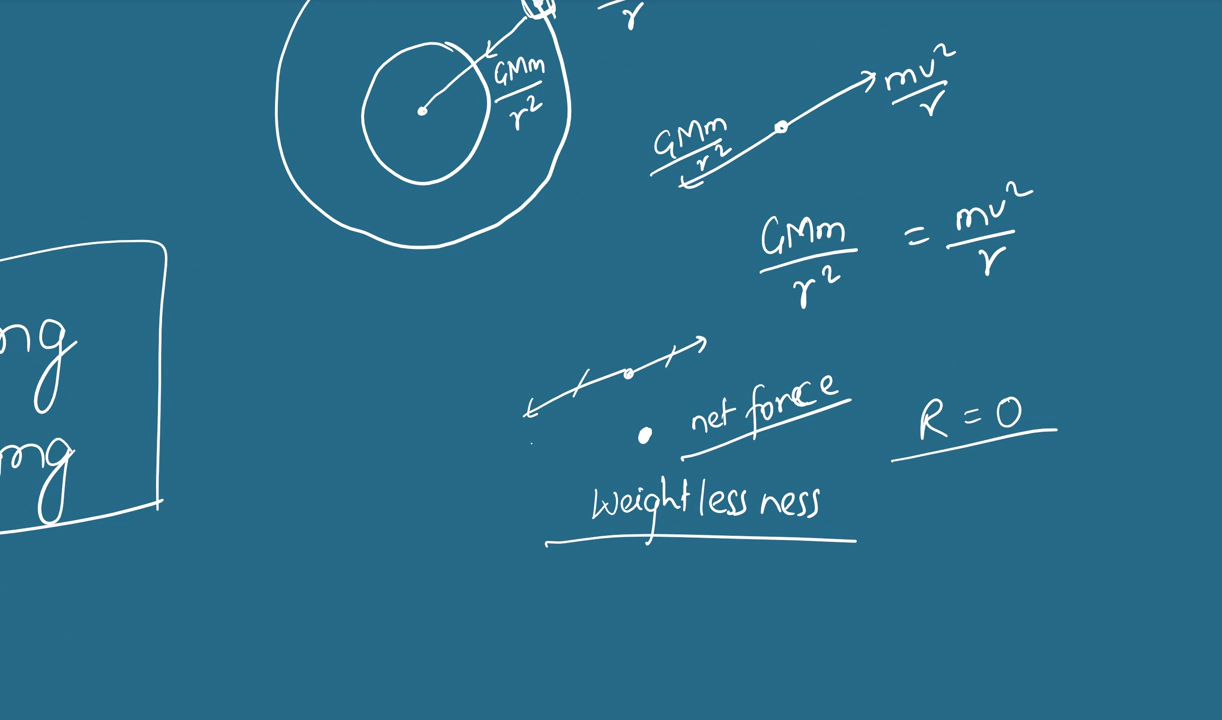 r
GMm
r²
mv²
r
GMm
r²
GMm/r² = mv²/r
ng
mg
net force
R = 0
weightlessness